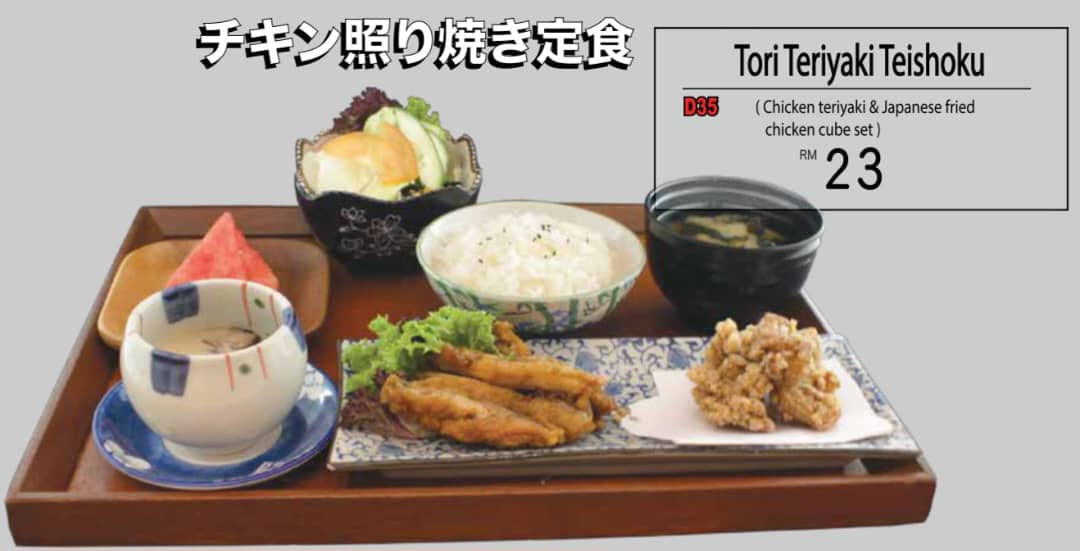 チキン照り焼き定食
Tori Teriyaki Teishoku
D35
( Chicken teriyaki & Japanese fried
chicken cube set )
RM 23